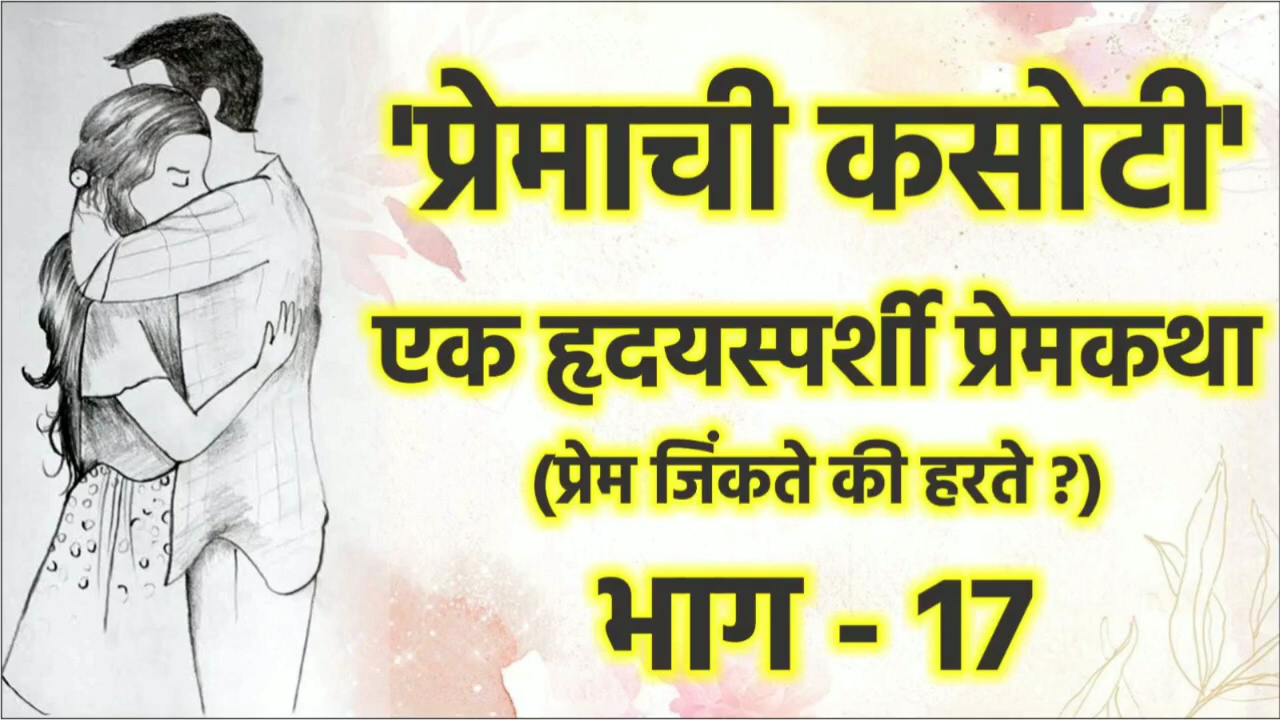 'प्रेमाची कसोटी'
एक हृदयस्पर्शी प्रेमकथा
(प्रेम जिंकते की हरते ?)
भाग - 17